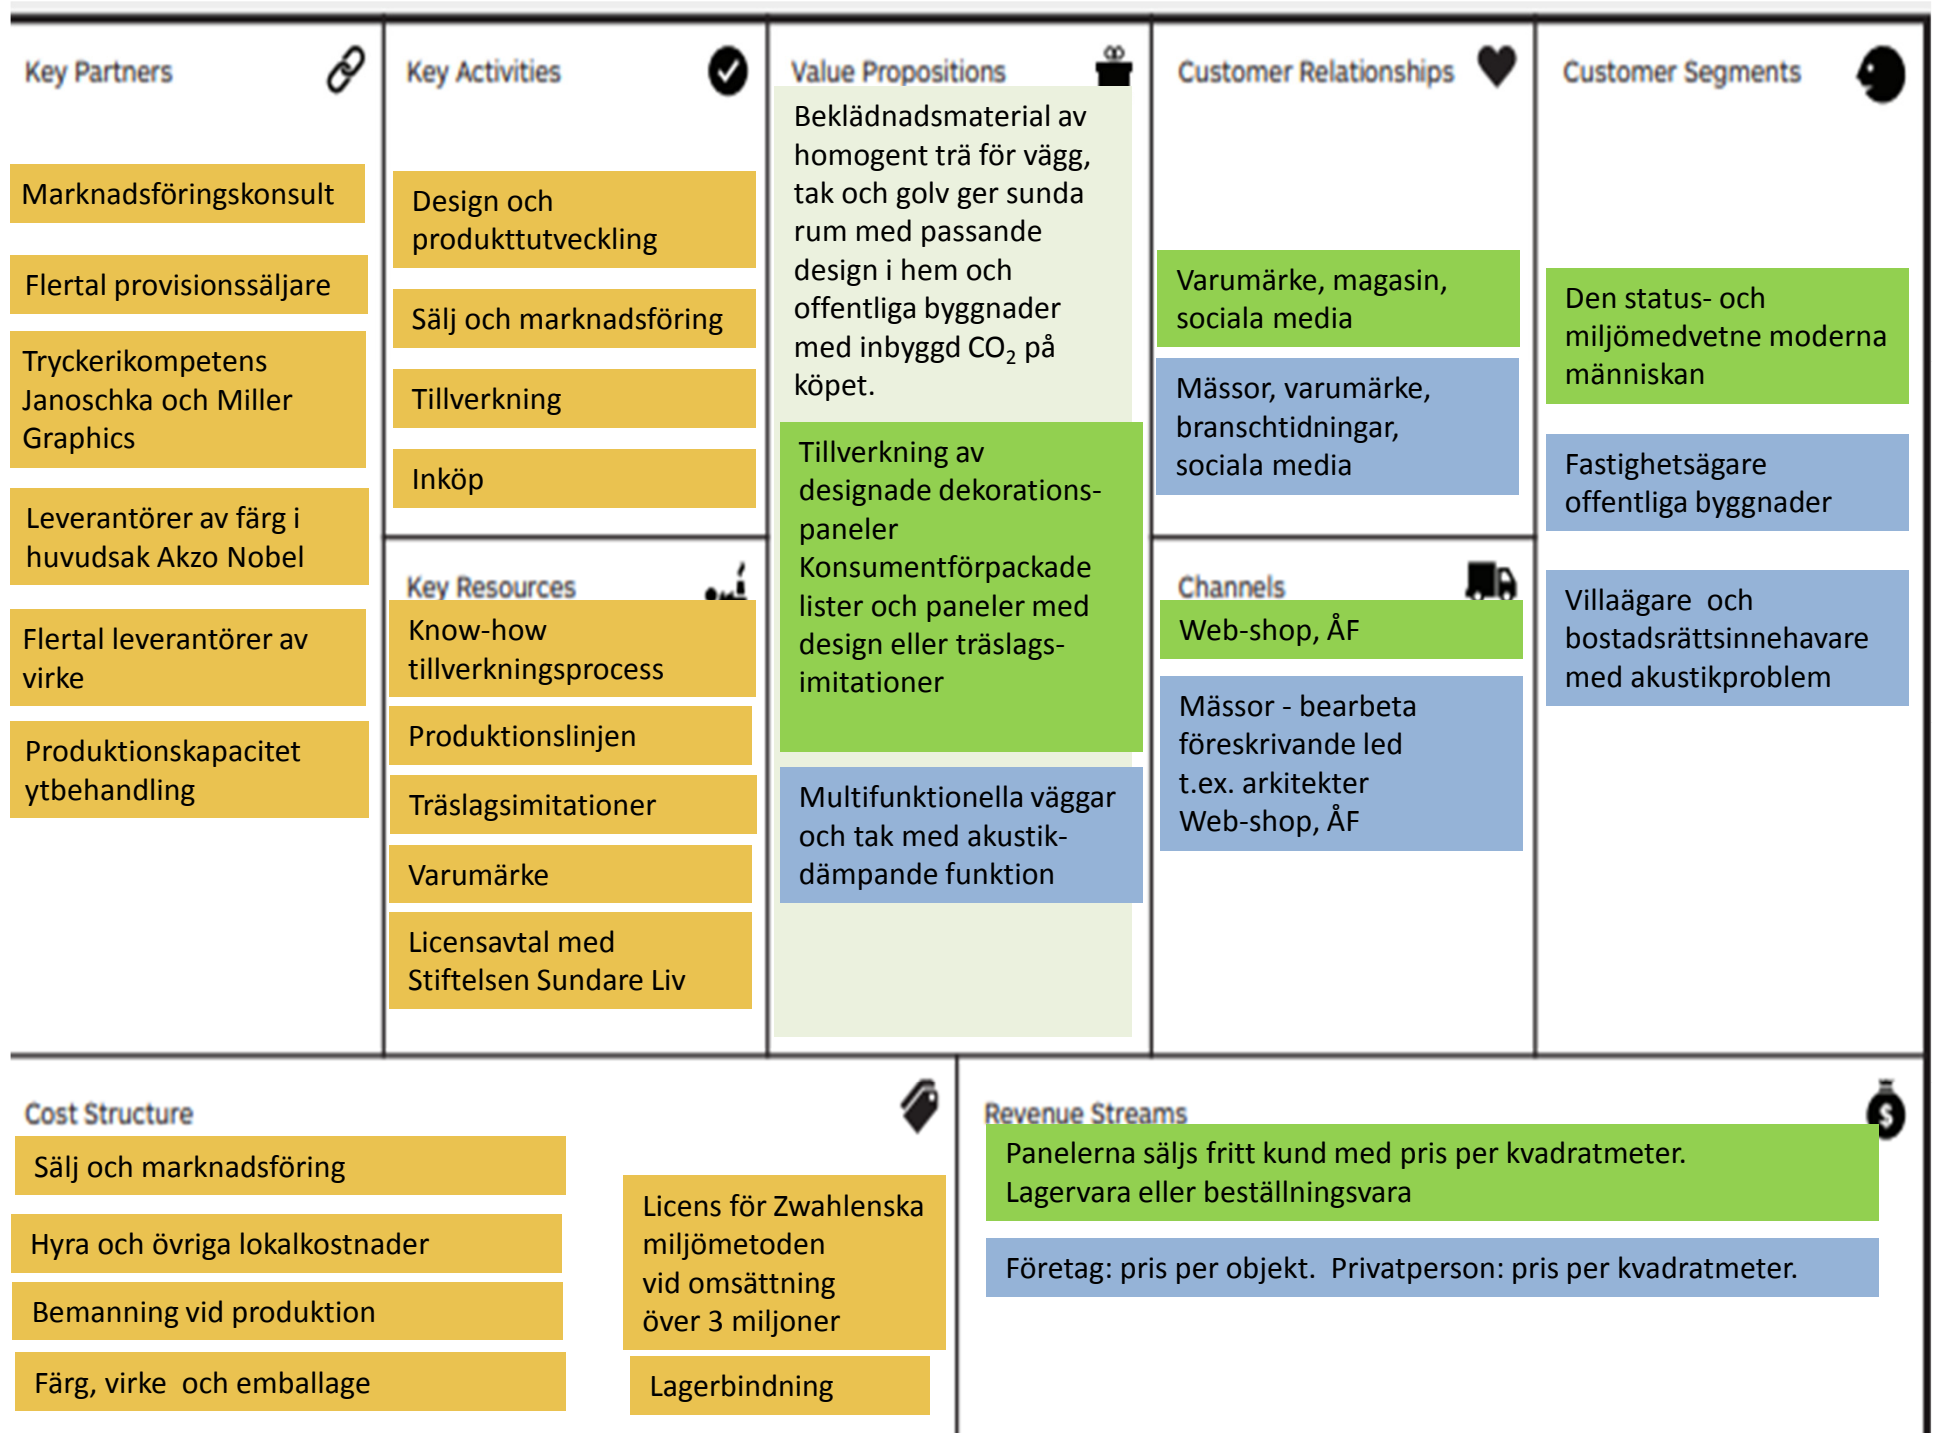 Key Partners
Marknadsföringskonsult
Flertal provisionssäljare
Tryckerikompetens
Janoschka och Miller
Graphics
Leverantörer av färg i
huvudsak Akzo Nobel
Flertal leverantörer av
virke
Produktionskapacitet
ytbehandling
Key Activities
Design och
produkttutveckling
Sälj och marknadsföring
Tillverkning
Inköp
Key Resources
Know-how
tillverkningsprocess
Produktionslinjen
Träslagsimitationer
Varumärke
Licensavtal med
Stiftelsen Sundare Liv
Value Propositions
Beklädnadsmaterial av
homogent trä för vägg,
tak och golv ger sunda
rum med passande
design i hem och
offentliga byggnader
med inbyggd CO₂ på
köpet.
Tillverkning av
designade dekorations-
paneler
Konsumentförpackade
lister och paneler med
design eller träslags-
imitationer
Multifunktionella väggar
och tak med akustik-
dämpande funktion
Customer Relationships
Varumärke, magasin,
sociala media
Mässor, varumärke,
branschtidningar,
sociala media
Channels
Web-shop, ÅF
Mässor - bearbeta
föreskrivande led
t.ex. arkitekter
Web-shop, ÅF
Customer Segments
Den status- och
miljömedvetne moderna
människan
Fastighetsägare
offentliga byggnader
Villaägare och
bostadsrättsinnehavare
med akustikproblem
Cost Structure
Sälj och marknadsföring
Hyra och övriga lokalkostnader
Bemanning vid produktion
Färg, virke och emballage
Licens för Zwahlenska
miljömetoden
vid omsättning
över 3 miljoner
Lagerbindning
Revenue Streams
$
Panelerna säljs fritt kund med pris per kvadratmeter.
Lagervara eller beställningsvara
Företag: pris per objekt. Privatperson: pris per kvadratmeter.